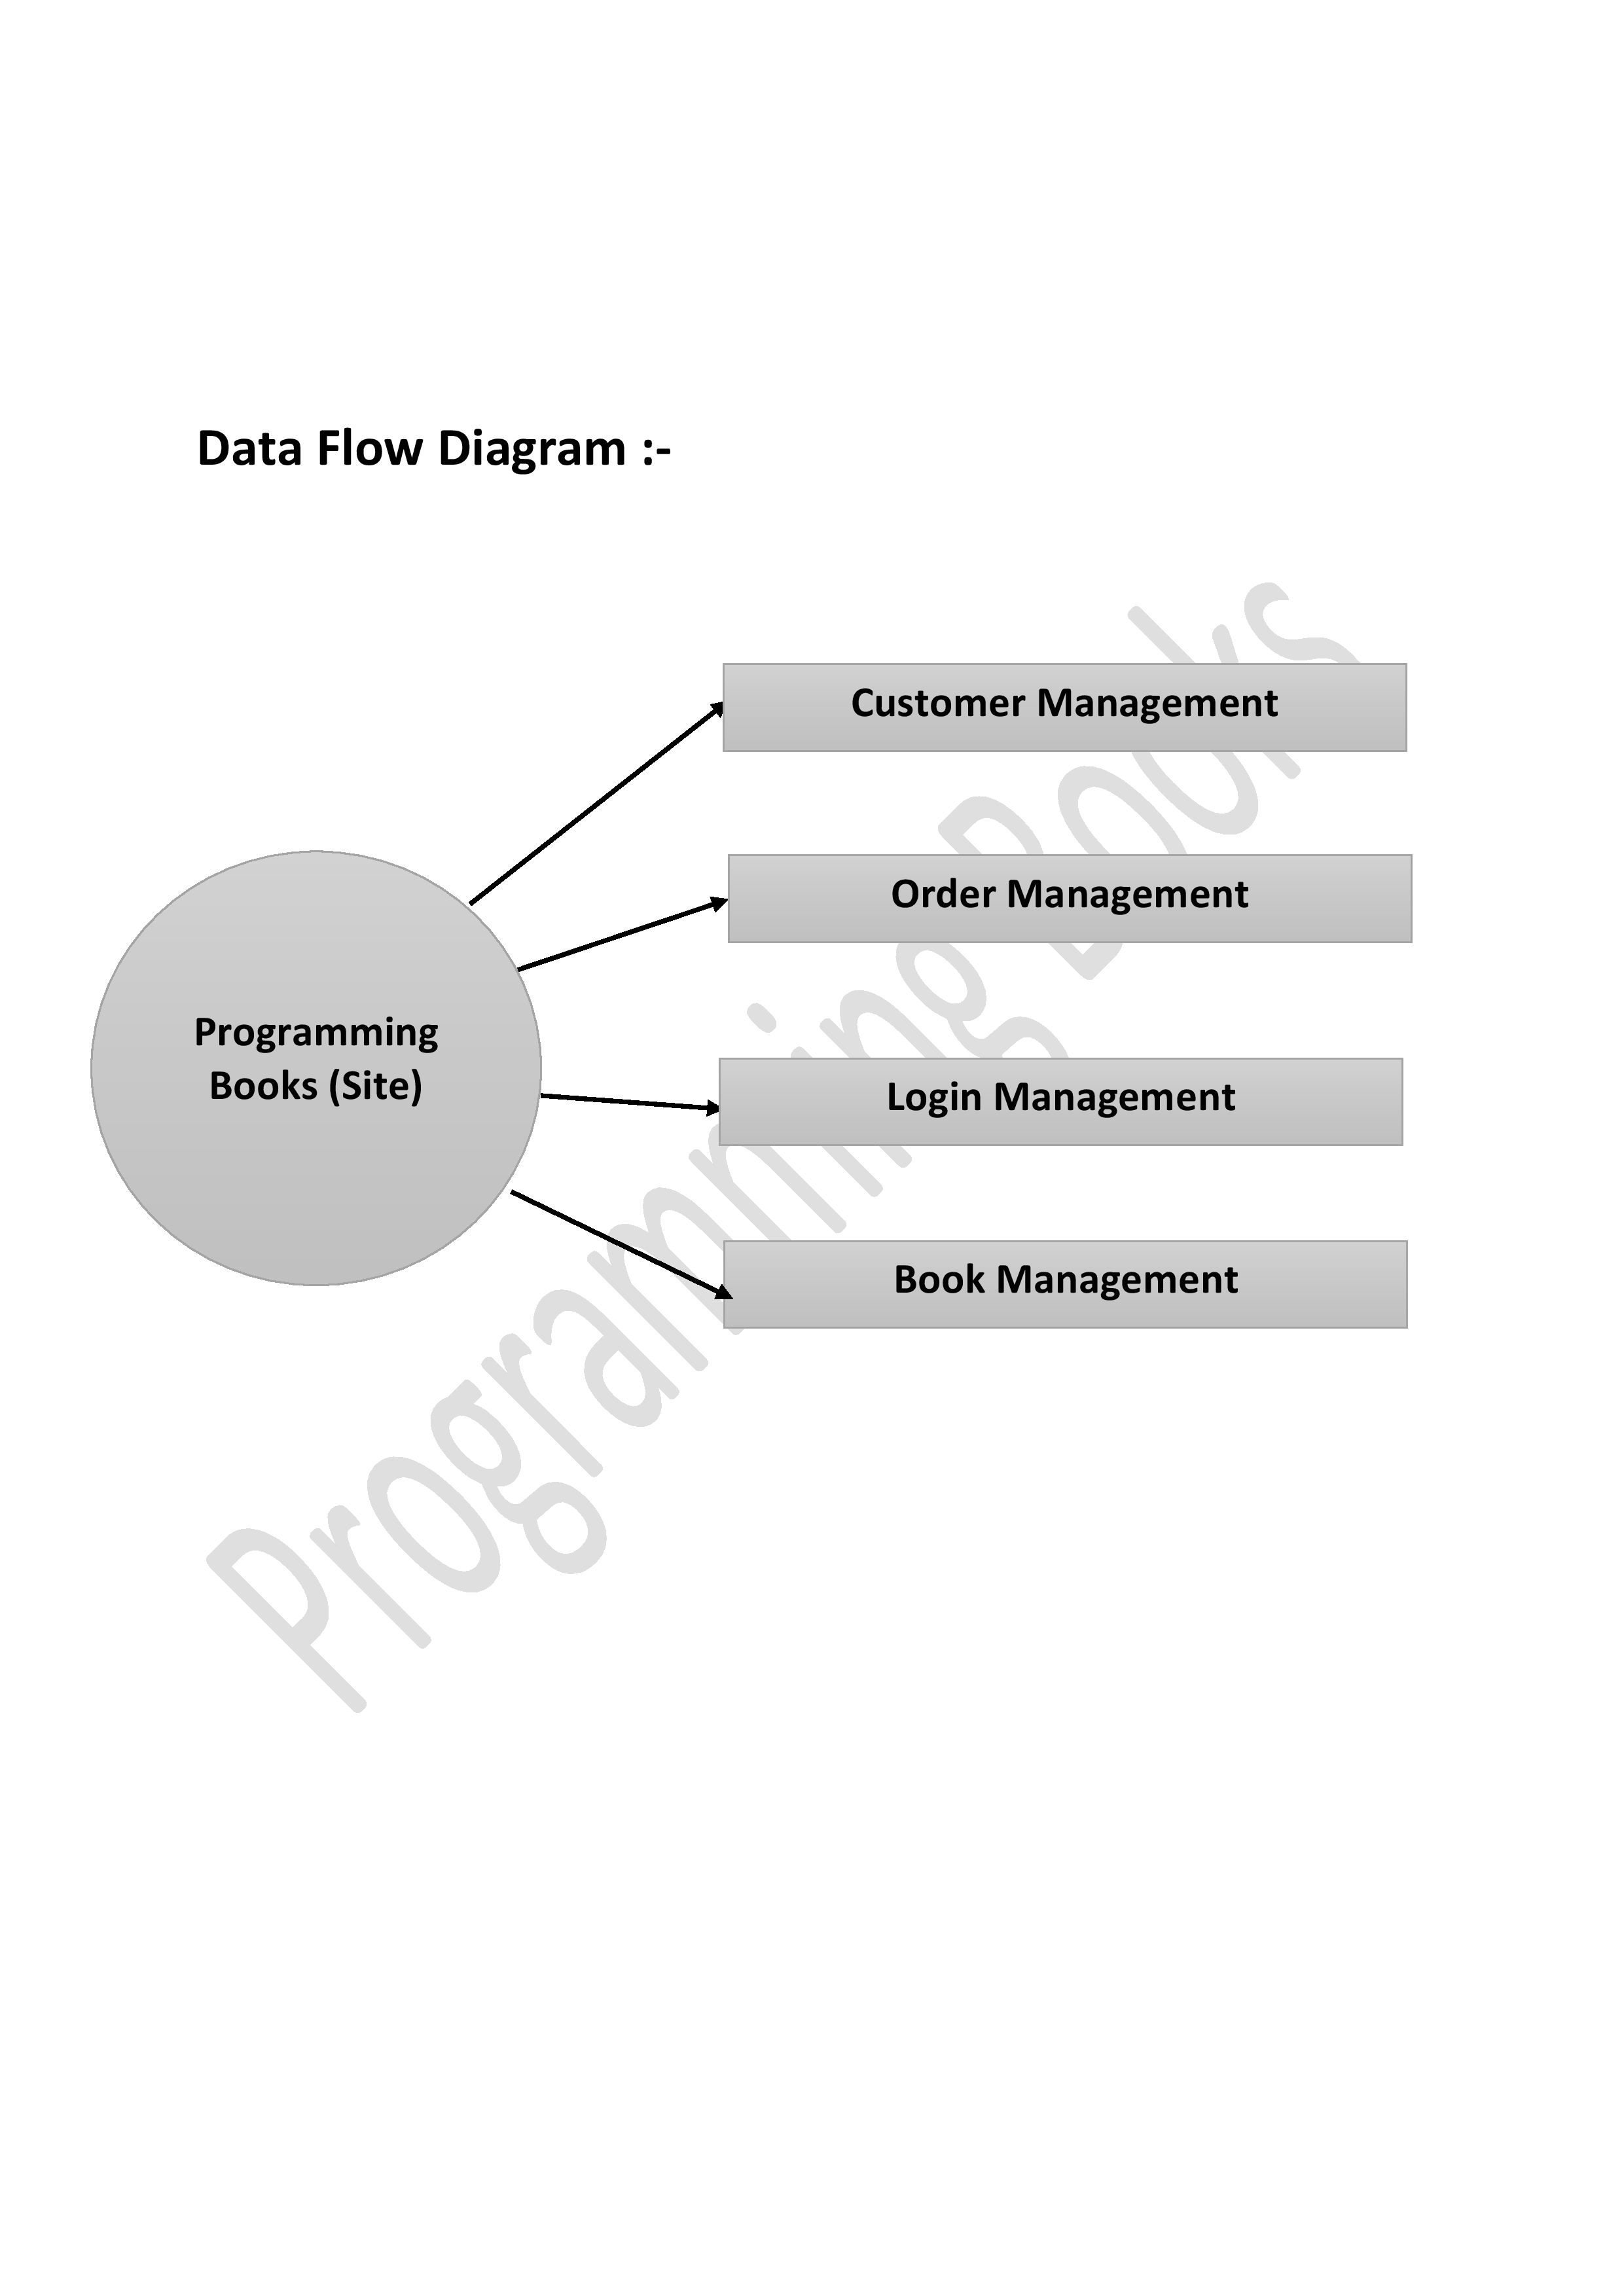 Data Flow Diagram :-
Customer Management
Order Management
Programming
Books (Site)
Login Management
Book Management
Programming Books